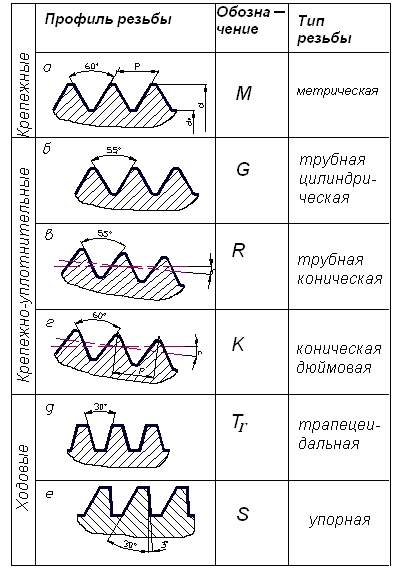 Профиль резьбы
Обозна –
чение
Тип
резьбы
Крепежные
а
60°
P
d
d₁
M
метрическая
Крепежно-уплотнительные
б
55°
G
трубная
цилиндри-
ческая
в
55°
R
трубная
коническая
г
60°
P
K
коническая
дюймовая
Ходовые
д
30°
Tr
трапецеи-
дальная
е
30°
3°
S
упорная